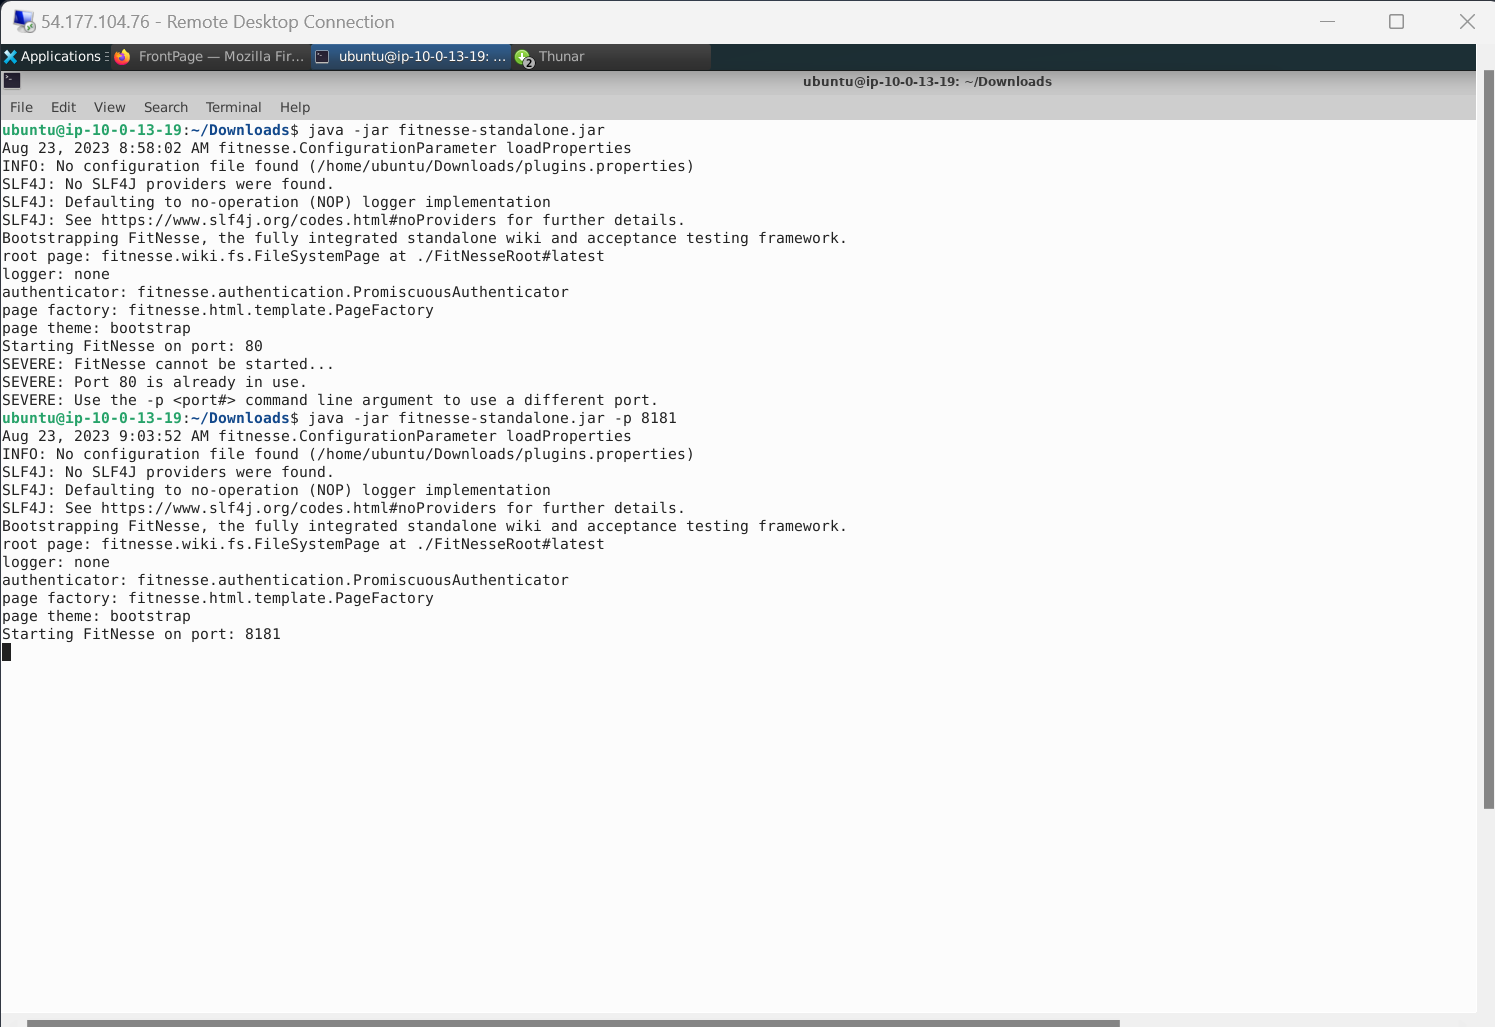 54.177.104.76 - Remote Desktop Connection
Applications FrontPage — Mozilla Fir... ubuntu@ip-10-0-13-19: ... 2 Thunar
ubuntu@ip-10-0-13-19: ~/Downloads
File Edit View Search Terminal Help
ubuntu@ip-10-0-13-19:~/Downloads$ java -jar fitnesse-standalone.jar
Aug 23, 2023 8:58:02 AM fitnesse.ConfigurationParameter loadProperties
INFO: No configuration file found (/home/ubuntu/Downloads/plugins.properties)
SLF4J: No SLF4J providers were found.
SLF4J: Defaulting to no-operation (NOP) logger implementation
SLF4J: See https://www.slf4j.org/codes.html#noProviders for further details.
Bootstrapping FitNesse, the fully integrated standalone wiki and acceptance testing framework.
root page: fitnesse.wiki.fs.FileSystemPage at ./FitNesseRoot#latest
logger: none
authenticator: fitnesse.authentication.PromiscuousAuthenticator
page factory: fitnesse.html.template.PageFactory
page theme: bootstrap
Starting FitNesse on port: 80
SEVERE: FitNesse cannot be started...
SEVERE: Port 80 is already in use.
SEVERE: Use the -p <port#> command line argument to use a different port.
ubuntu@ip-10-0-13-19:~/Downloads$ java -jar fitnesse-standalone.jar -p 8181
Aug 23, 2023 9:03:52 AM fitnesse.ConfigurationParameter loadProperties
INFO: No configuration file found (/home/ubuntu/Downloads/plugins.properties)
SLF4J: No SLF4J providers were found.
SLF4J: Defaulting to no-operation (NOP) logger implementation
SLF4J: See https://www.slf4j.org/codes.html#noProviders for further details.
Bootstrapping FitNesse, the fully integrated standalone wiki and acceptance testing framework.
root page: fitnesse.wiki.fs.FileSystemPage at ./FitNesseRoot#latest
logger: none
authenticator: fitnesse.authentication.PromiscuousAuthenticator
page factory: fitnesse.html.template.PageFactory
page theme: bootstrap
Starting FitNesse on port: 8181